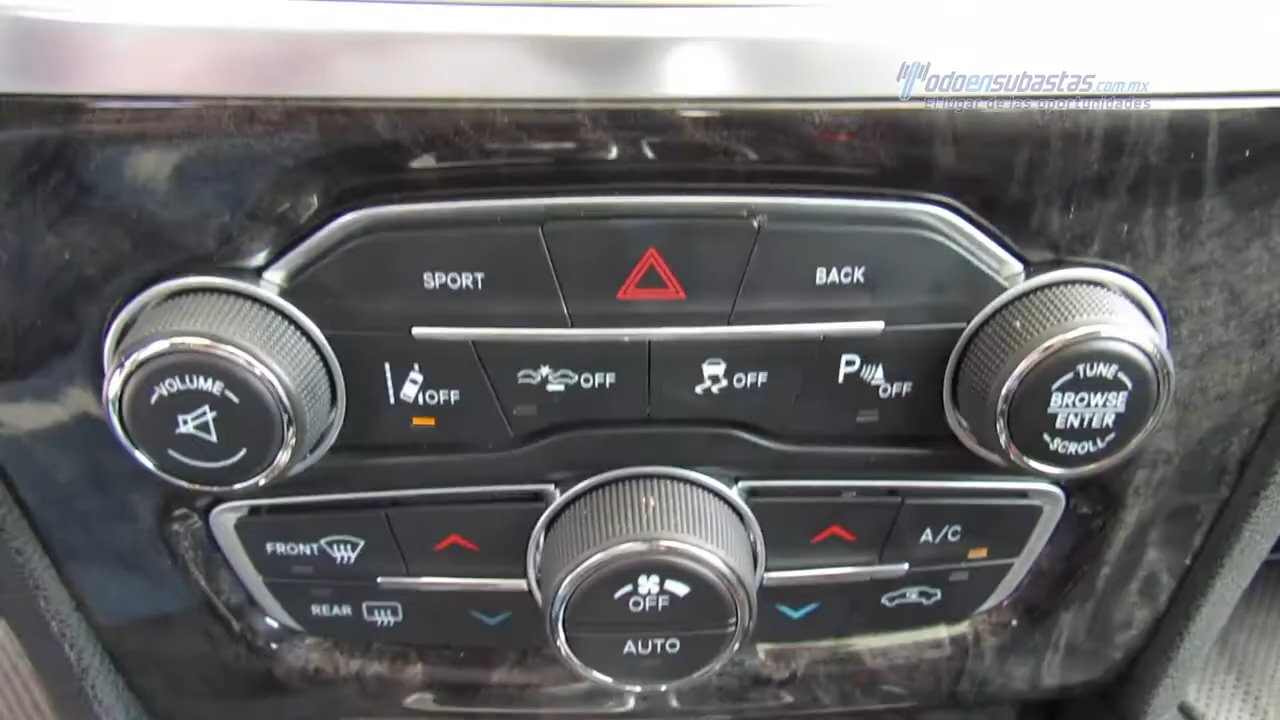 odoensubastas.com.mx
El lugar de las oportunidades
SPORT
BACK
VOLUME
OFF
OFF
OFF
P OFF
TUNE
BROWSE
ENTER
SCROLL
FRONT
A/C
REAR
OFF
AUTO